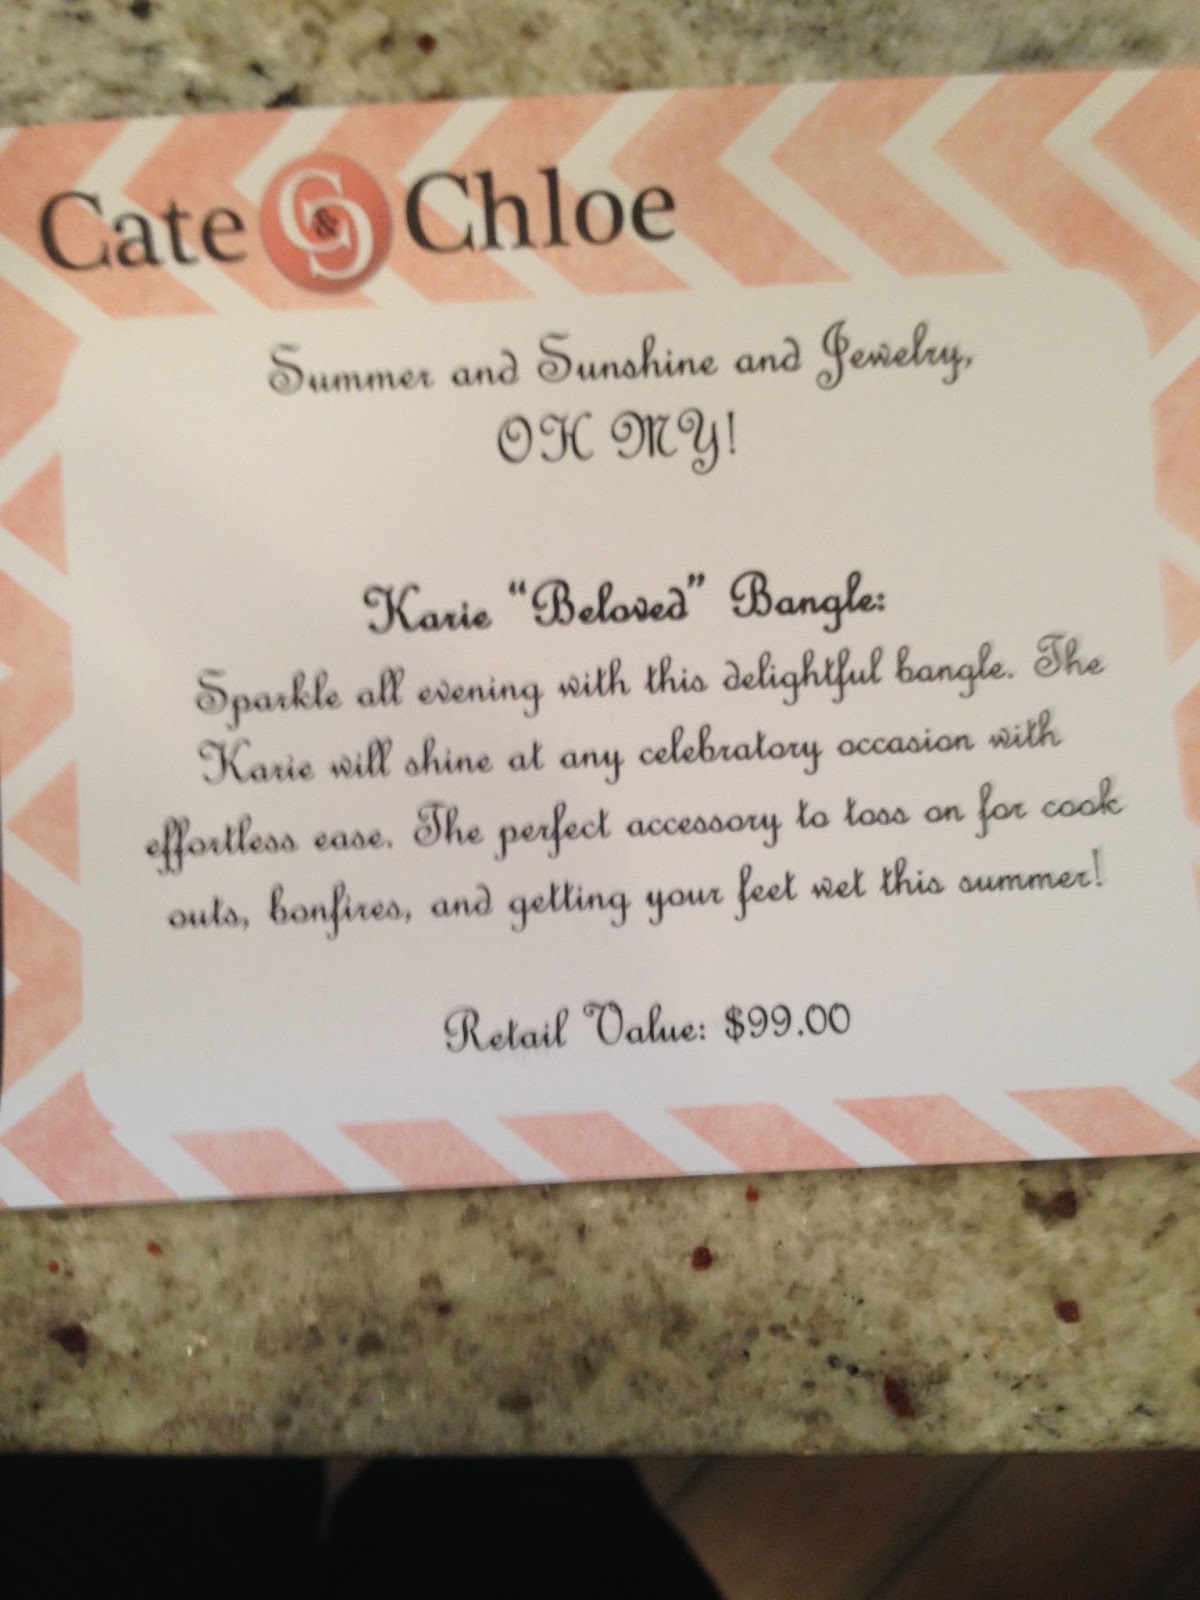 Cate C&C Chloe
Summer and Sunshine and Jewelry,
OH MY!
Karie “Beloved” Bangle:
Sparkle all evening with this delightful bangle. The
Karie will shine at any celebratory occasion with
effortless ease. The perfect accessory to toss on for cook
outs, bonfires, and getting your feet wet this summer!
Retail Value: $99.00